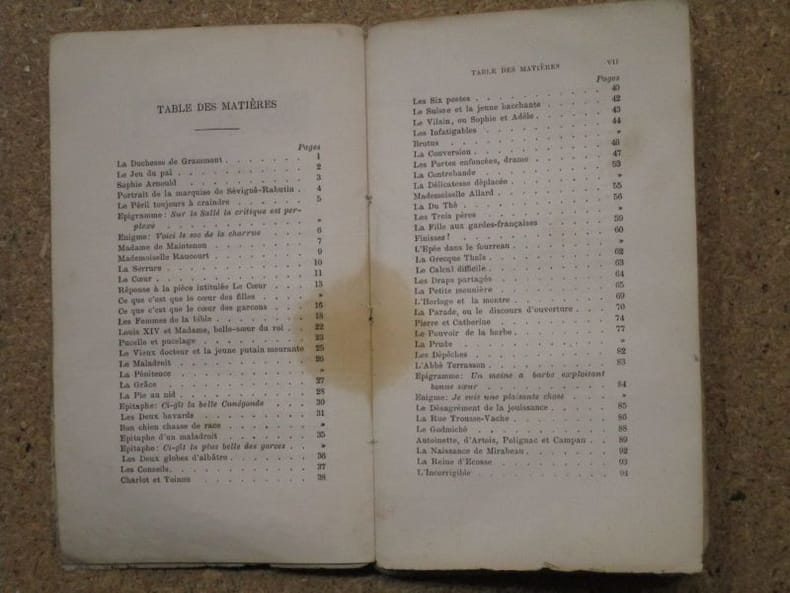 TABLE DES MATIÈRES
Pages
La Duchesse de Grammont . . . . . . . . 1
Le Jeu du pal . . . . . . . . 2
Sophie Arnould . . . . . . . . 3
Portrait de la marquise de Sévigné-Rabutin . 4
Le Péril toujours à craindre . . . . . . 5
Epigramme: Sur la Sallé la critique est per-
plexe . . . . . . . . »
Enigme: Voici le soc de la charrue . . . . 6
Madame de Maintenon . . . . . . . . 7
Mademoiselle Raucourt . . . . . . . . 9
La Serrure . . . . . . . . 10
Le Cœur . . . . . . . . 11
Réponse à la pièce intitulée Le Cœur . . . 13
Ce que c'est que le cœur des filles . . . . »
Ce que c'est que le cœur des garcons . . . 16
Les Femmes de la bible . . . . . . . . 18
Louis XIV et Madame, belle-sœur du roi . . 22
Pucelle et pucelage . . . . . . . . 23
Le Vieux docteur et la jeune putain mourante 25
Le Maladroit . . . . . . . . 26
La Pénitence . . . . . . . . »
La Grâce . . . . . . . . 27
La Pie au nid . . . . . . . . 28
Epitaphe: Ci-gît la belle Canégonde . . . 30
Les Deux bavards . . . . . . . . 31
Bon chien chasse de race . . . . . . »
Epitaphe d'un maladroit . . . . . . 35
Epitaphe: Ci-gît la plus belle des garces . . »
Les Deux globes d'albâtre . . . . . . 36
Les Conseils . . . . . . . . 37
Charlot et Toinon . . . . . . . . 38
TABLE DES MATIÈRES VII
Pages
Les Six postes . . . . . . . . 40
Le Suisse et la jeune bacchante . . . . 42
Le Vilain, ou Sophie et Adèle . . . . 43
Les Infatigables . . . . . . . . 44
Brutus . . . . . . . . »
La Conversion . . . . . . . . 46
Les Portes enfoncées, drame . . . . 47
La Contrebande . . . . . . . . 53
La Délicatesse déplacée . . . . . . »
Mademoiselle Allard . . . . . . . . 55
La Du Thé . . . . . . . . 56
Les Trois pères . . . . . . . . »
La Fille aux gardes-françaises . . . . 59
Finissez! . . . . . . . . 60
L'Epée dans le fourreau . . . . . . »
La Grecque Thaïs . . . . . . . . 62
Le Calcul difficile . . . . . . . . 63
Les Draps partagés . . . . . . . . 64
La Petite meunière . . . . . . . . 65
L'Horloge et la montre . . . . . . 69
La Parade, ou le discours d'ouverture . . 70
Pierre et Catherine . . . . . . . . 74
Le Pouvoir de la barbe . . . . . . 77
La Prude . . . . . . . . »
Les Dépêches . . . . . . . . 82
L'Abbé Terrasson . . . . . . . . 83
Epigramme: Un moine a barbe exploitant
bonne sœur . . . . . . . . 84
Enigme: Je suis une plaisante chose . . . »
Le Désagrément de la jouissance . . . . 85
La Rue Trousse-Vache . . . . . . 86
Le Godmiché . . . . . . . . 88
Antoinette, d'Artois, Polignac et Campan . 89
La Naissance de Mirabeau . . . . . . 92
La Reine d'Ecosse . . . . . . . . 93
L'Incorrigible . . . . . . . . 94